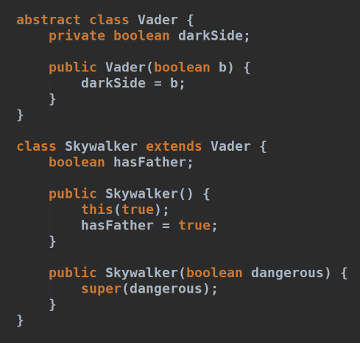 abstract class Vader {
    private boolean darkSide;

    public Vader(boolean b) {
        darkSide = b;
    }
}

class Skywalker extends Vader {
    boolean hasFather;

    public Skywalker() {
        this(true);
        hasFather = true;
    }

    public Skywalker(boolean dangerous) {
        super(dangerous);
    }
}